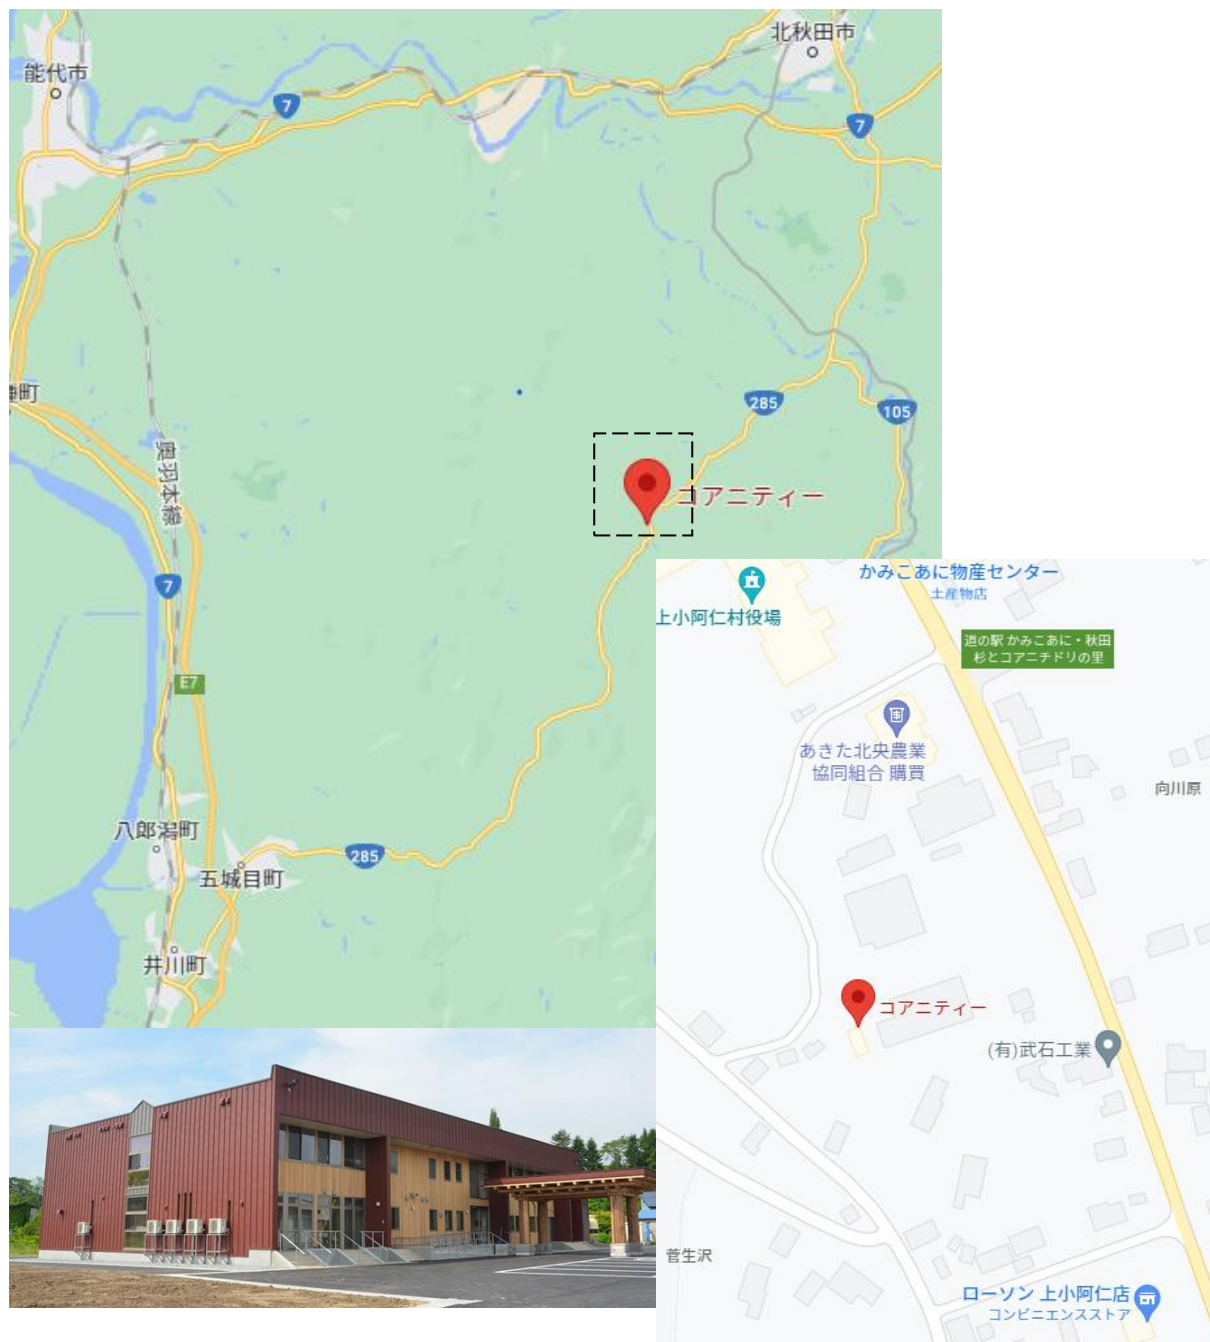 北秋田市
能代市
7
7
町
285
105
コアニティー
奥羽本線
7
E7
八郎潟町
285
五城目町
井川町
かみこあに物産センター
土産物店
上小阿仁村役場
道の駅 かみこあに・秋田
杉とコアニチドリの里
あきた北央農業
協同組合 購買
向川原
コアニティー
(有)武石工業
菅生沢
ローソン 上小阿仁店
コンビニエンスストア